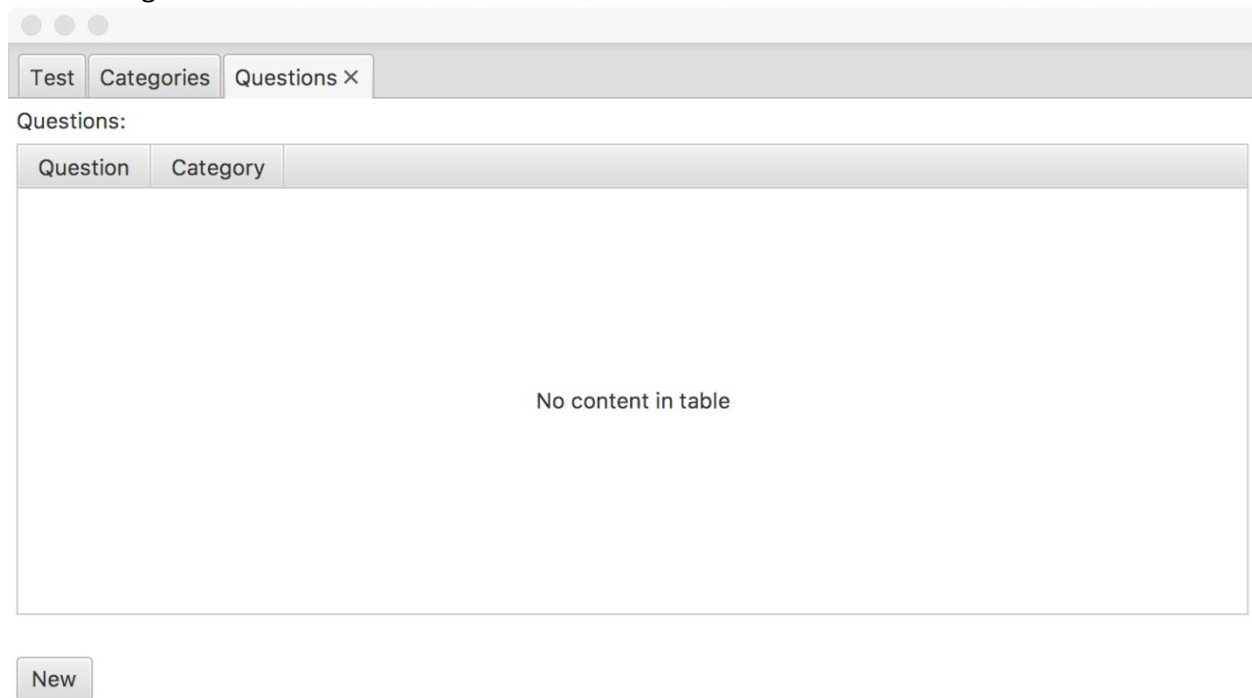 Test Categories Questions ×
Questions:
Question Category
No content in table
New